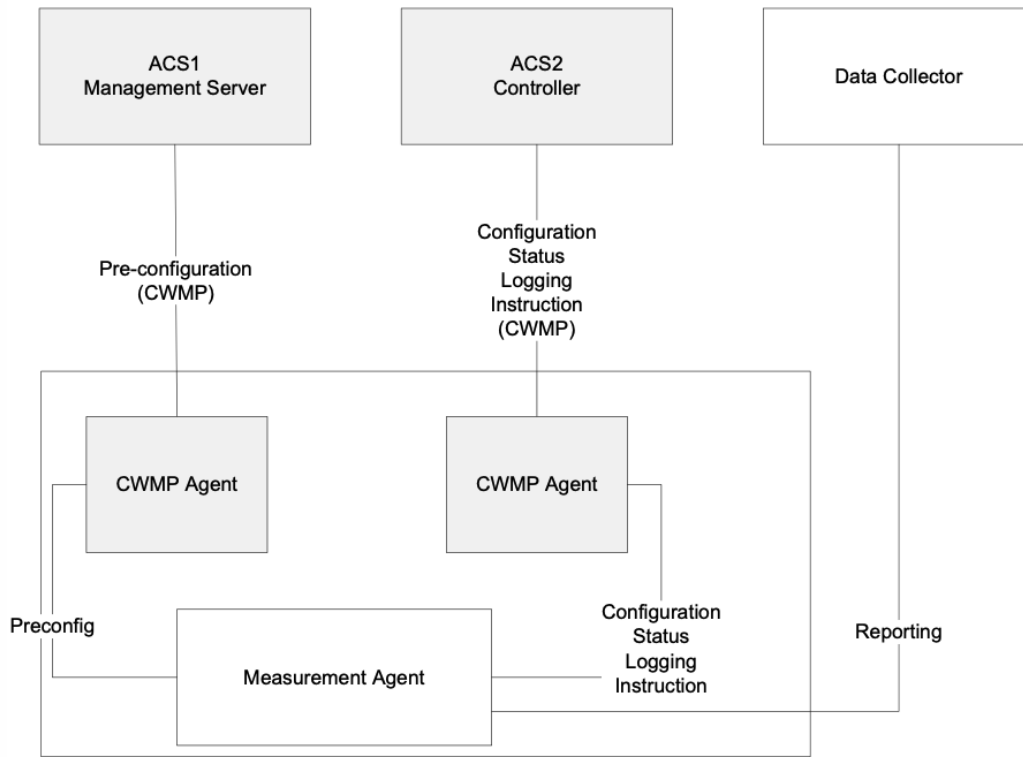 ACS1
Management Server
ACS2
Controller
Data Collector
Pre-configuration
(CWMP)
Configuration
Status
Logging
Instruction
(CWMP)
CWMP Agent
CWMP Agent
Preconfig
Measurement Agent
Configuration
Status
Logging
Instruction
Reporting